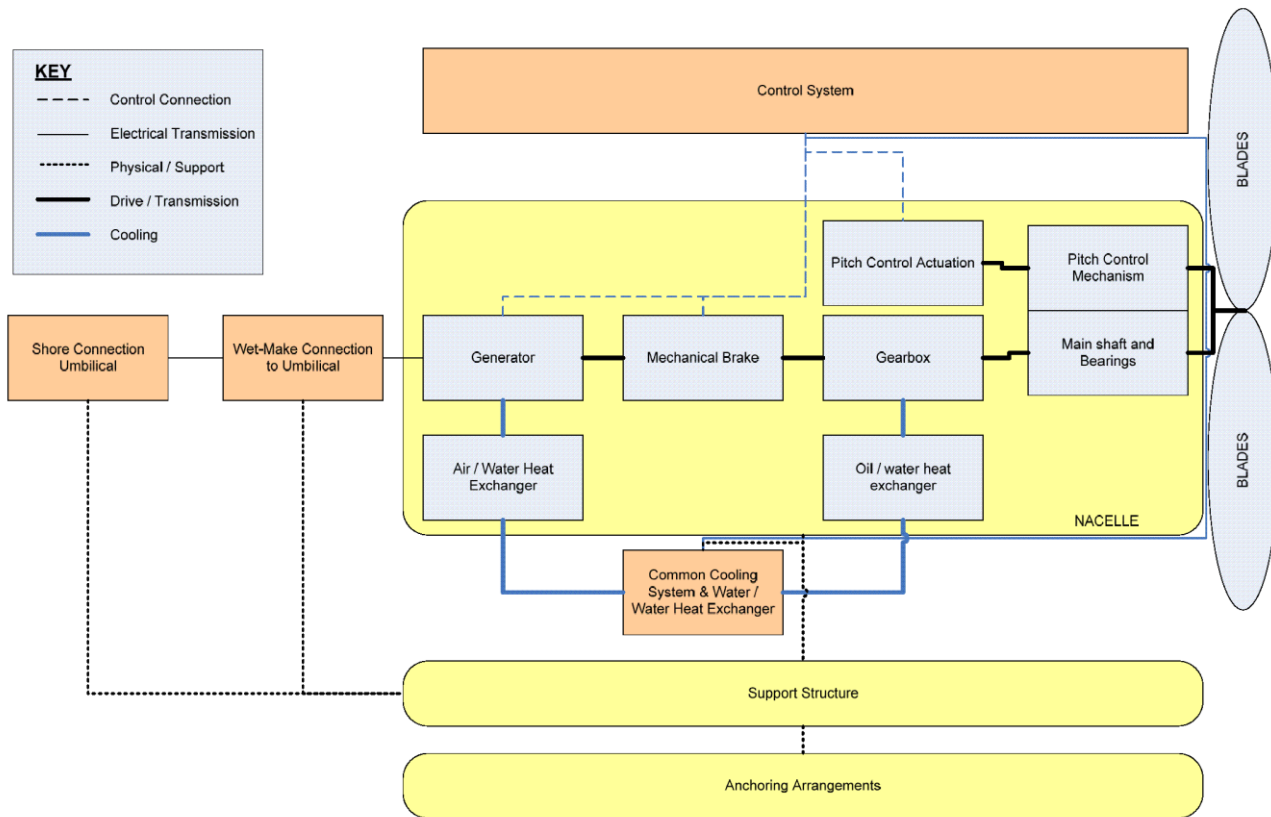 KEY
Control Connection
Electrical Transmission
Physical / Support
Drive / Transmission
Cooling
Control System
BLADES
Pitch Control Actuation
Pitch Control
Mechanism
Shore Connection
Umbilical
Wet-Make Connection
to Umbilical
Generator
Mechanical Brake
Gearbox
Main shaft and
Bearings
Air / Water Heat
Exchanger
Oil / water heat
exchanger
BLADES
NACELLE
Common Cooling
System & Water /
Water Heat Exchanger
Support Structure
Anchoring Arrangements